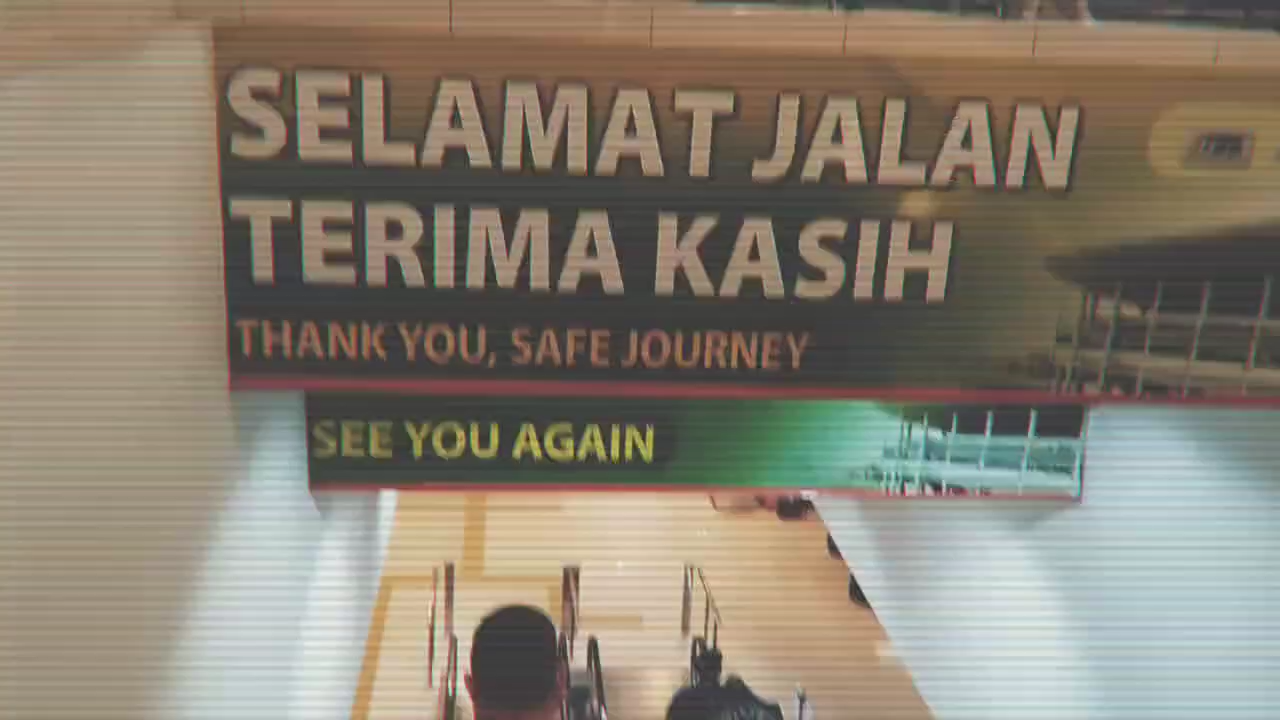 SELAMAT JALAN
TERIMA KASIH
THANK YOU, SAFE JOURNEY
SEE YOU AGAIN